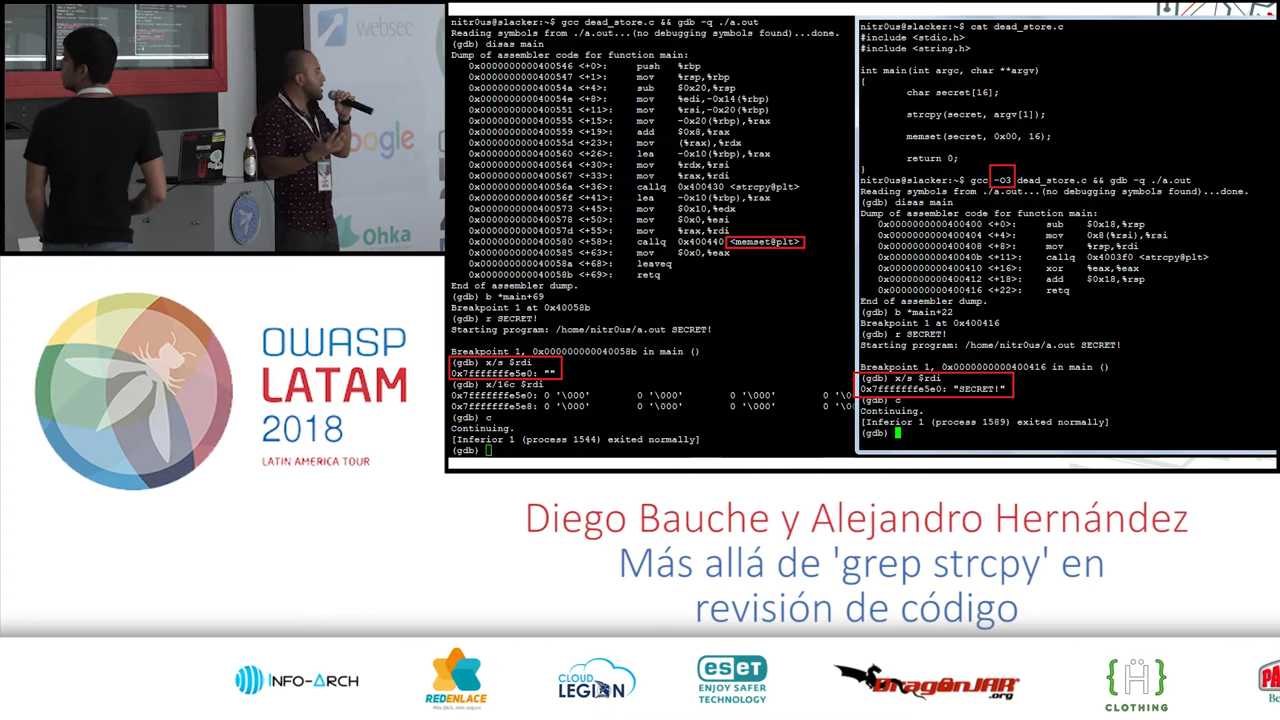 websec
Google
Ohka
nitr0us@slacker:~$ gcc dead_store.c && gdb -q ./a.out
Reading symbols from ./a.out...(no debugging symbols found)...done.
(gdb) disas main
Dump of assembler code for function main:
0x0000000000400546 <+0>: push %rbp
0x0000000000400547 <+1>: mov %rsp,%rbp
0x000000000040054a <+4>: sub $0x20,%rsp
0x000000000040054e <+8>: mov %edi,-0x14(%rbp)
0x0000000000400551 <+11>: mov %rsi,-0x20(%rbp)
0x0000000000400555 <+15>: mov -0x20(%rbp),%rax
0x0000000000400559 <+19>: add $0x8,%rax
0x000000000040055d <+23>: mov (%rax),%rdx
0x0000000000400560 <+26>: lea -0x10(%rbp),%rax
0x0000000000400564 <+30>: mov %rdx,%rsi
0x0000000000400567 <+33>: mov %rax,%rdi
0x000000000040056a <+36>: callq 0x400430 <strcpy@plt>
0x000000000040056f <+41>: lea -0x10(%rbp),%rax
0x0000000000400573 <+45>: mov $0x10,%edx
0x0000000000400578 <+50>: mov $0x0,%esi
0x000000000040057d <+55>: mov %rax,%rdi
0x0000000000400580 <+58>: callq 0x400440 <memset@plt>
0x0000000000400585 <+63>: mov $0x0,%eax
0x000000000040058a <+68>: leaveq
0x000000000040058b <+69>: retq
End of assembler dump.
(gdb) b *main+69
Breakpoint 1 at 0x40058b
(gdb) r SECRET!
Starting program: /home/nitr0us/a.out SECRET!
Breakpoint 1, 0x000000000040058b in main ()
(gdb) x/s $rdi
0x7fffffffe5e0: ""
(gdb) x/16c $rdi
0x7fffffffe5e0: 0 '\000' 0 '\000' 0 '\000' 0 '\0
0x7fffffffe5e8: 0 '\000' 0 '\000' 0 '\000' 0 '\0
(gdb) c
Continuing.
[Inferior 1 (process 1544) exited normally]
(gdb)
nitr0us@slacker:~$ cat dead_store.c
#include <stdio.h>
#include <string.h>
int main(int argc, char **argv)
{
char secret[16];
strcpy(secret, argv[1]);
memset(secret, 0x00, 16);
return 0;
}
nitr0us@slacker:~$ gcc -O3 dead_store.c && gdb -q ./a.out
Reading symbols from ./a.out...(no debugging symbols found)...done.
(gdb) disas main
Dump of assembler code for function main:
0x0000000000400400 <+0>: sub $0x18,%rsp
0x0000000000400404 <+4>: mov 0x8(%rsi),%rsi
0x0000000000400408 <+8>: mov %rsp,%rdi
0x000000000040040b <+11>: callq 0x4003f0 <strcpy@plt>
0x0000000000400410 <+16>: xor %eax,%eax
0x0000000000400412 <+18>: add $0x18,%rsp
0x0000000000400416 <+22>: retq
End of assembler dump.
(gdb) b *main+22
Breakpoint 1 at 0x400416
(gdb) r SECRET!
Starting program: /home/nitr0us/a.out SECRET!
Breakpoint 1, 0x0000000000400416 in main ()
(gdb) x/s $rdi
0x7fffffffe5e0: "SECRET!"
(gdb) c
Continuing.
[Inferior 1 (process 1589) exited normally]
(gdb)
OWASP
LATAM
2018
LATIN AMERICA TOUR
Diego Bauche y Alejandro Hernández
Más allá de 'grep strcpy' en
revisión de código
INFO-ARCH
REDENLACE
Más fácil, más seguro
CLOUD
LEGION
eset
ENJOY SAFER
TECHNOLOGY
DragonJAR
.org
Ḧ
CLOTHING